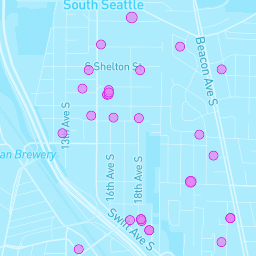 South Seattle
S Shelton St
Beacon Ave S
13th Ave S
an Brewery
16th Ave S
18th Ave S
Swift Ave S